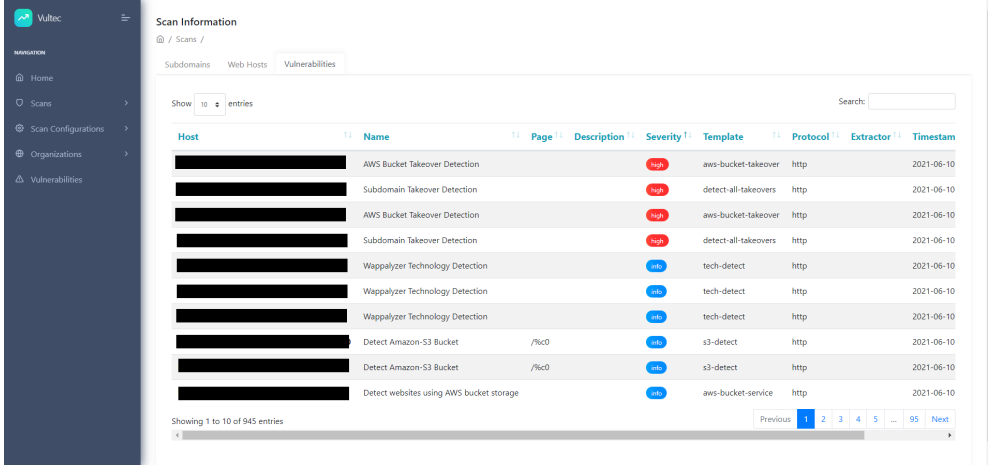 Vultec
NAVIGATION
Home
Scans
Scan Configurations
Organizations
Vulnerabilities
Scan Information
/ Scans /
Subdomains Web Hosts Vulnerabilities
Show 10 entries
Search:
Host Name Page Description Severity Template Protocol Extractor Timestam
AWS Bucket Takeover Detection high aws-bucket-takeover http 2021-06-10
Subdomain Takeover Detection high detect-all-takeovers http 2021-06-10
AWS Bucket Takeover Detection high aws-bucket-takeover http 2021-06-10
Subdomain Takeover Detection high detect-all-takeovers http 2021-06-10
Wappalyzer Technology Detection info tech-detect http 2021-06-10
Wappalyzer Technology Detection info tech-detect http 2021-06-10
Wappalyzer Technology Detection info tech-detect http 2021-06-10
Detect Amazon-S3 Bucket /%c0 info s3-detect http 2021-06-10
Detect Amazon-S3 Bucket /%c0 info s3-detect http 2021-06-10
Detect websites using AWS bucket storage info aws-bucket-service http 2021-06-10
Showing 1 to 10 of 945 entries
Previous 1 2 3 4 5 ... 95 Next